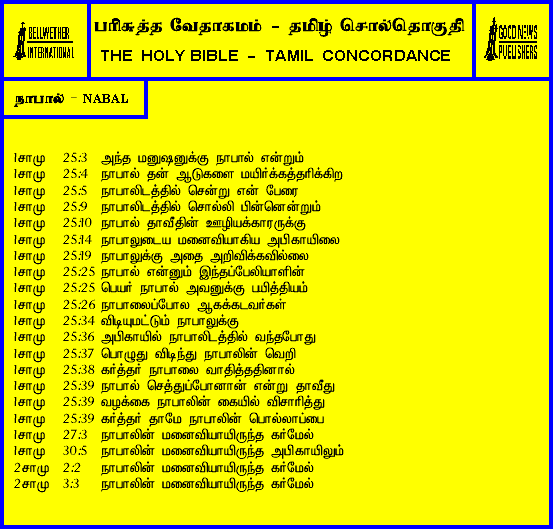 BELLWETHER
INTERNATIONAL
பரிசுத்த வேதாகமம் - தமிழ் சொல்தொகுதி
THE HOLY BIBLE - TAMIL CONCORDANCE
GOOD NEWS
PUBLISHERS
நாபால் - NABAL
1சாமு 25:3 அந்த மனுஷனுக்கு நாபால் என்றும்
1சாமு 25:4 நாபால் தன் ஆடுகளை மயிர்க்கத்தரிக்கிற
1சாமு 25:5 நாபாலிடத்தில் சென்று என் பேரை
1சாமு 25:9 நாபாலிடத்தில் சொல்லி பின்னென்றும்
1சாமு 25:10 நாபால் தாவீதின் ஊழியக்காரருக்கு
1சாமு 25:14 நாபாலுடைய மனைவியாகிய அபிகாயிலை
1சாமு 25:19 நாபாலுக்கு அதை அறிவிக்கவில்லை
1சாமு 25:25 நாபால் என்னும் இந்தப்பேலியாளின்
1சாமு 25:25 பெயர் நாபால் அவனுக்கு பயித்தியம்
1சாமு 25:26 நாபாலைப்போல ஆகக்கடவர்கள்
1சாமு 25:34 விடியுமட்டும் நாபாலுக்கு
1சாமு 25:36 அபிகாயில் நாபாலிடத்தில் வந்தபோது
1சாமு 25:37 பொழுது விடிந்து நாபாலின் வெறி
1சாமு 25:38 கர்த்தர் நாபாலை வாதித்ததினால்
1சாமு 25:39 நாபால் செத்துப்போனான் என்று தாவீது
1சாமு 25:39 வழக்கை நாபாலின் கையில் விசாரித்து
1சாமு 25:39 கர்த்தர் தாமே நாபாலின் பொல்லாப்பை
1சாமு 27:3 நாபாலின் மனைவியாயிருந்த கர்மேல்
1சாமு 30:5 நாபாலின் மனைவியாயிருந்த அபிகாயிலும்
2சாமு 2:2 நாபாலின் மனைவியாயிருந்த கர்மேல்
2சாமு 3:3 நாபாலின் மனைவியாயிருந்த கர்மேல்